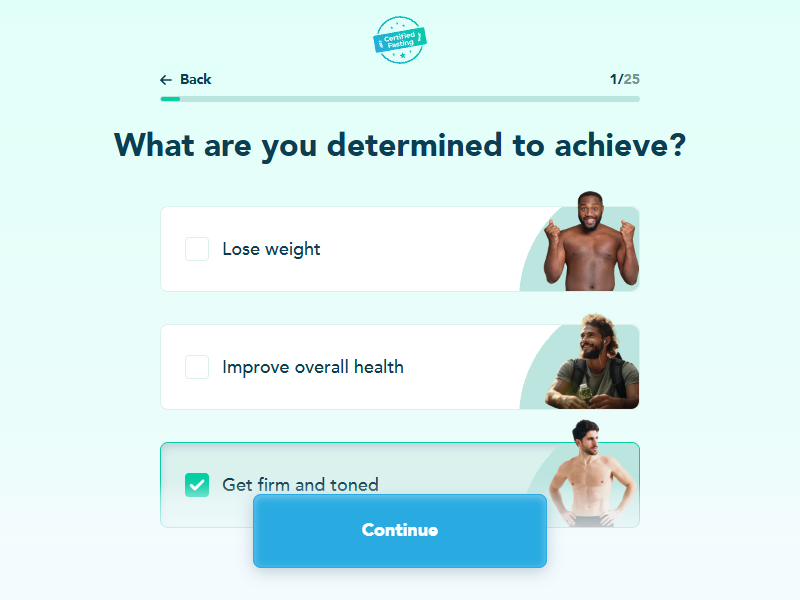 Certified
Fasting
Back
1/25
What are you determined to achieve?
Lose weight
Improve overall health
Get firm and toned
Continue